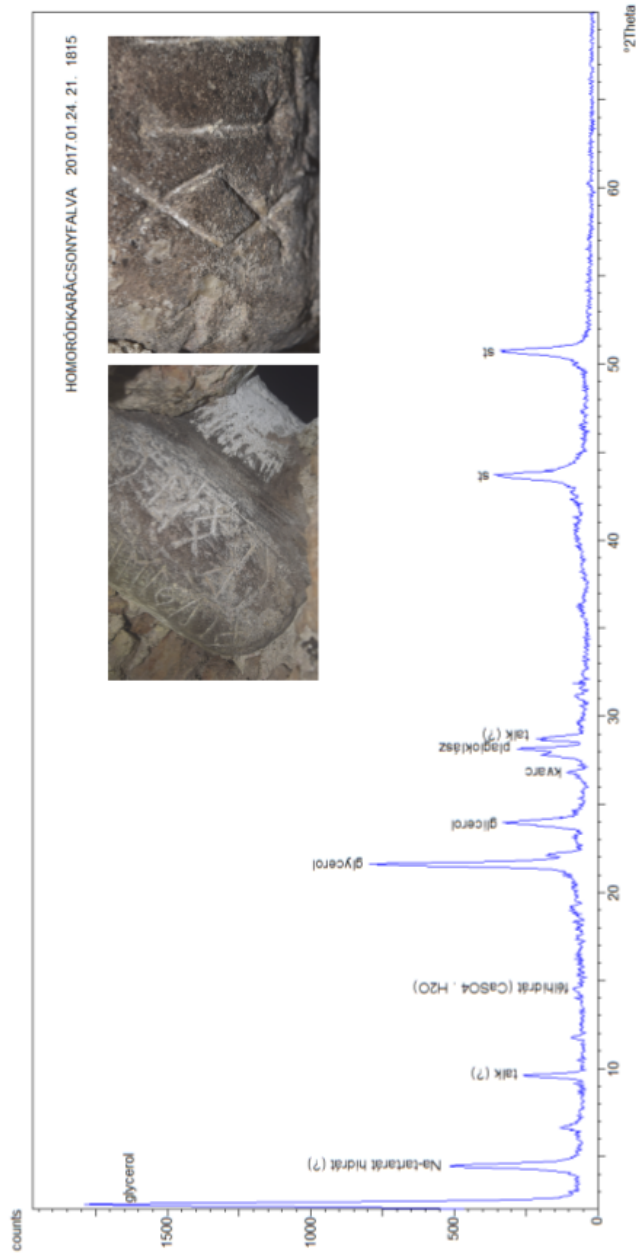 counts
HOMORÓDKARÁCSONYFALVA 2017.01.24. 21. 1815
glycerol
Na-tartarát hidrát (?)
talk (?)
félhidrát (CaSO4 . H2O)
glycerol
glicerol
kvarc
plagioklász
talk (?)
st
st
1500
1000
500
0
10
20
30
40
50
60
°2Theta